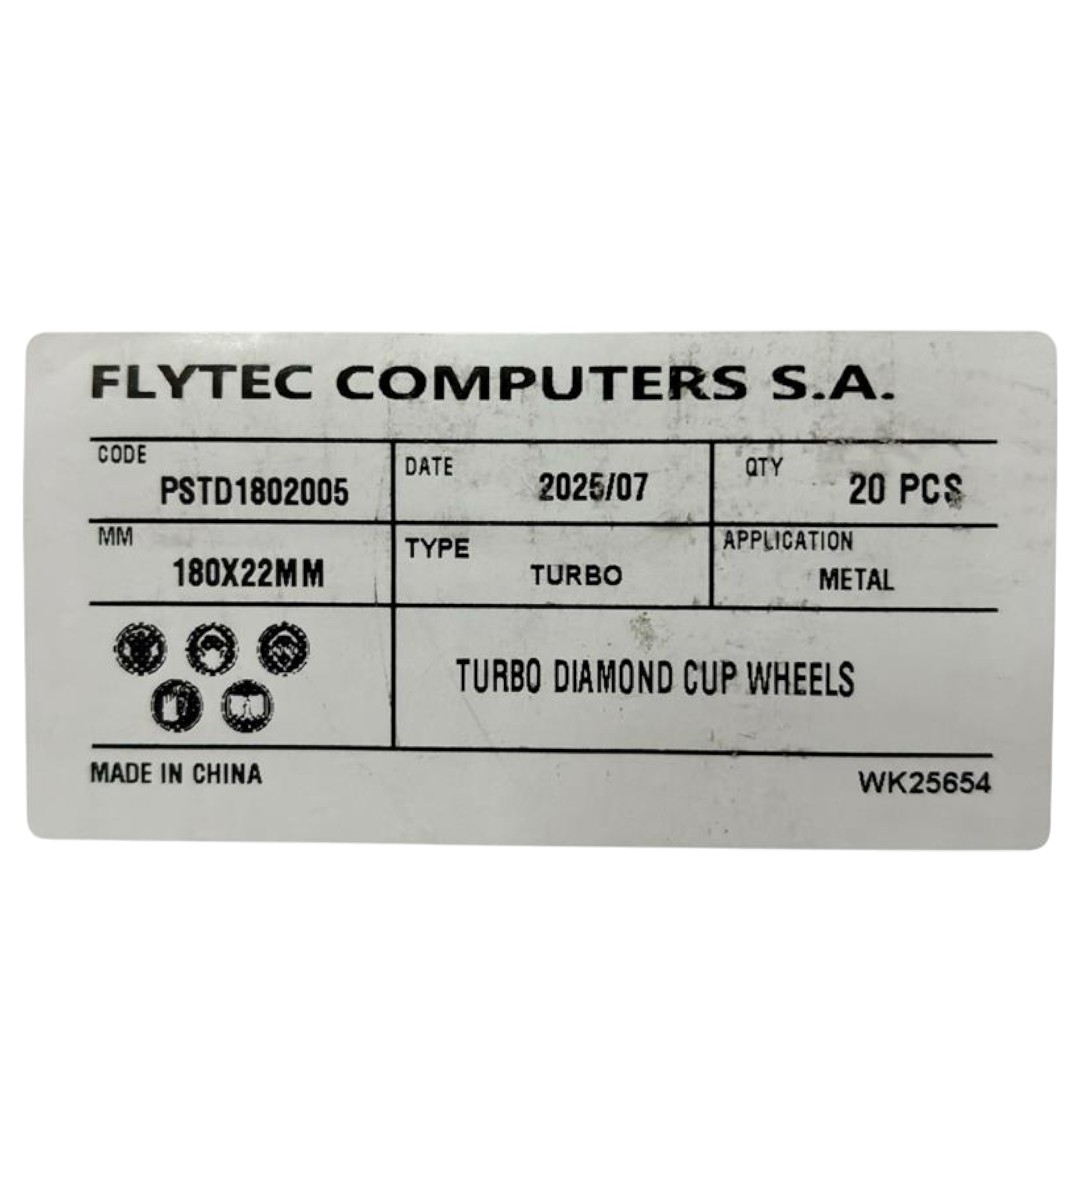 FLYTEC COMPUTERS S.A.
CODE
PSTD1802005
DATE
2025/07
QTY
20 PCS
MM
180X22MM
TYPE
TURBO
APPLICATION
METAL
TURBO DIAMOND CUP WHEELS
MADE IN CHINA
WK25654